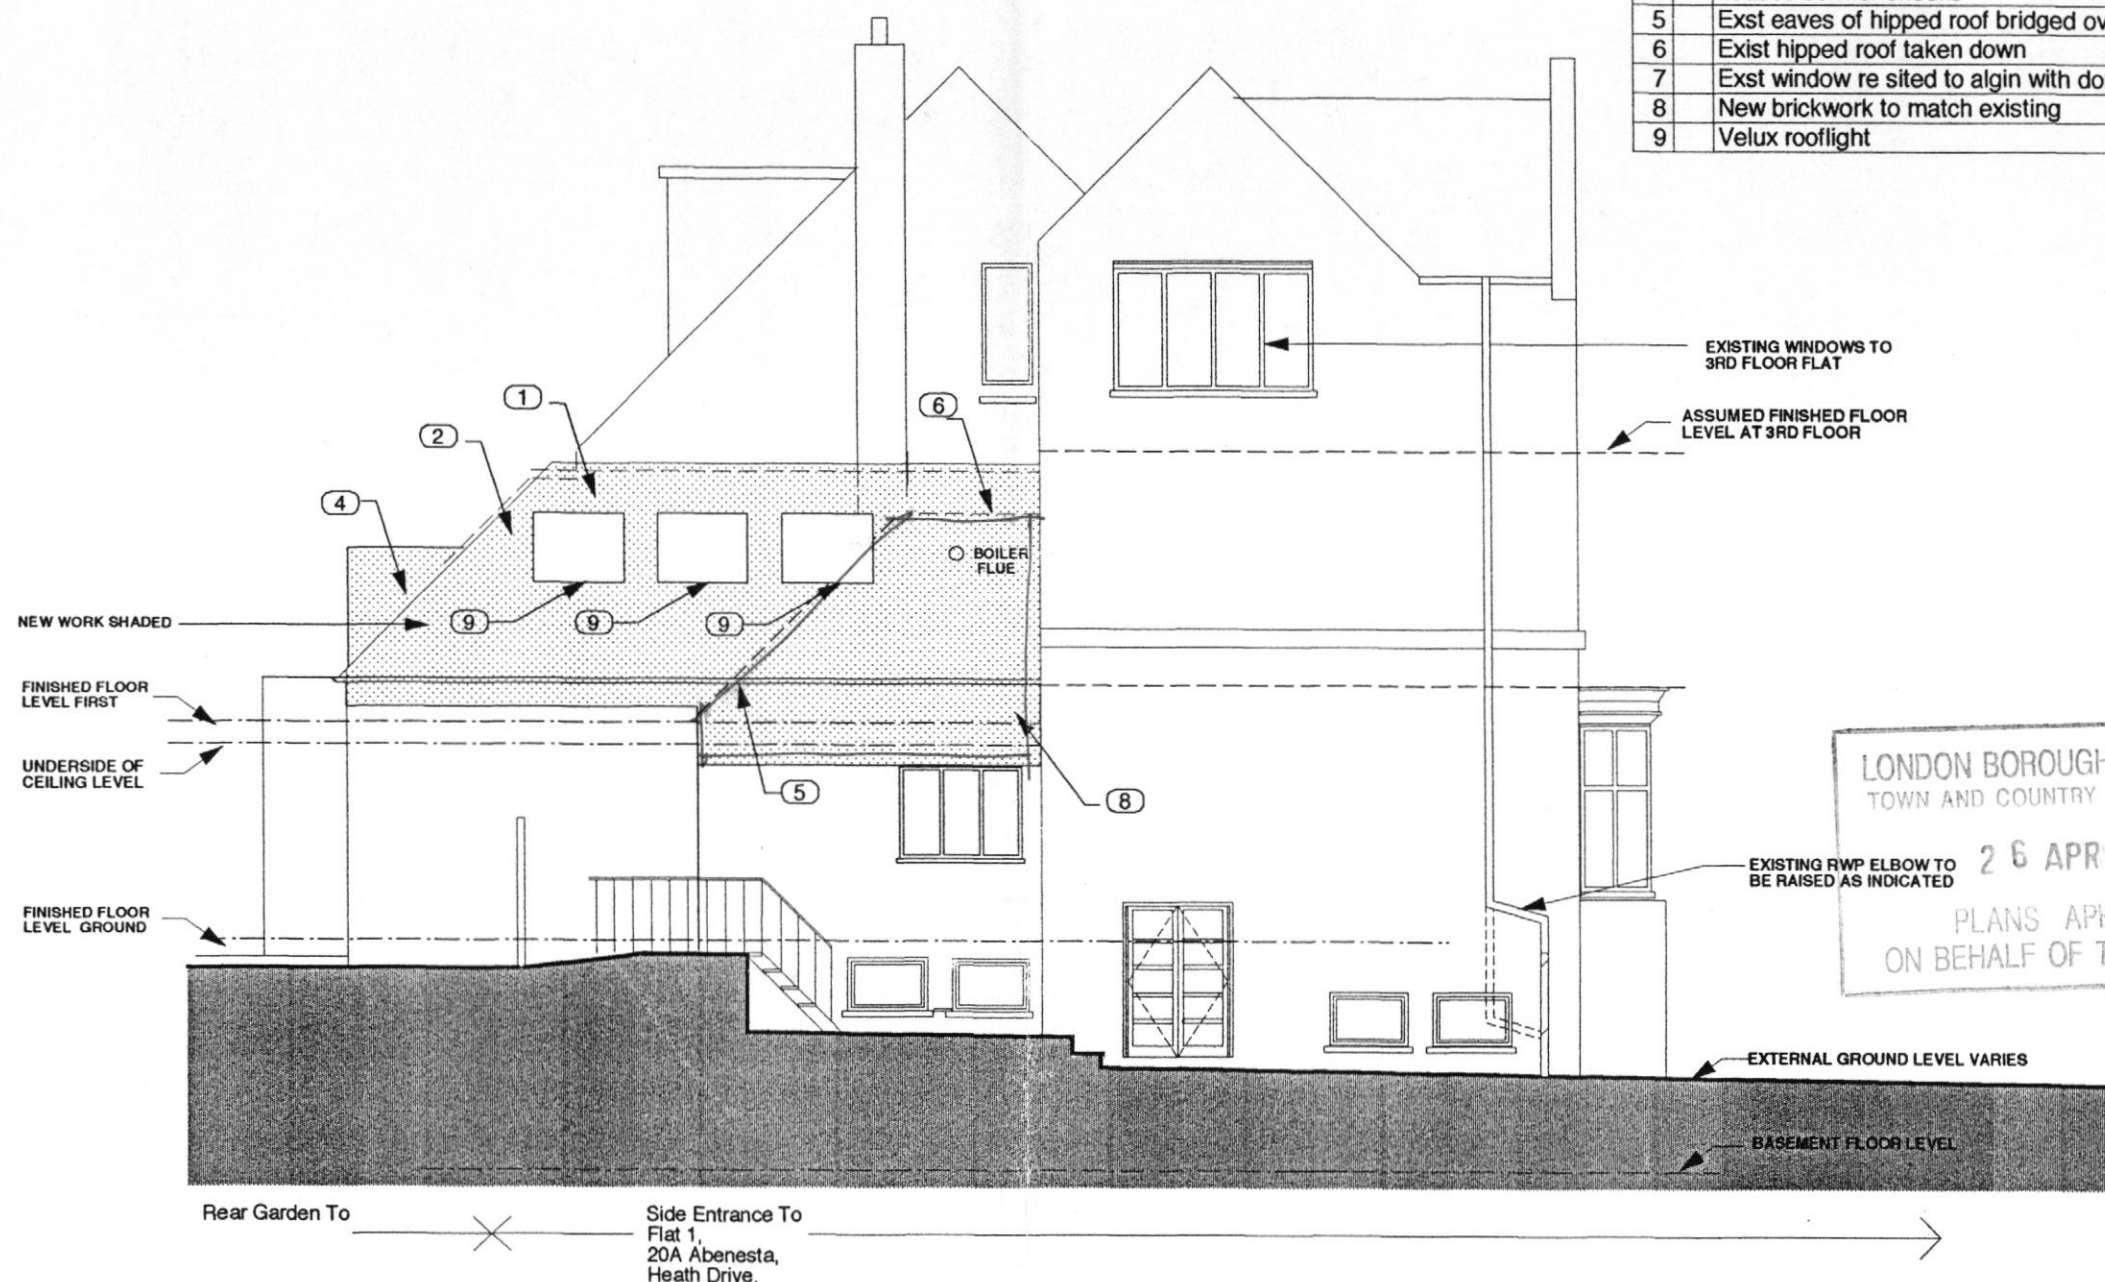 5 Exst eaves of hipped roof bridged ov
6 Exist hipped roof taken down
7 Exst window re sited to algin with do
8 New brickwork to match existing
9 Velux rooflight
EXISTING WINDOWS TO
3RD FLOOR FLAT
1
6
2
ASSUMED FINISHED FLOOR
LEVEL AT 3RD FLOOR
4
BOILER
FLUE
NEW WORK SHADED
9
9
9
FINISHED FLOOR
LEVEL FIRST
UNDERSIDE OF
CEILING LEVEL
5
8
LONDON BOROUGH
TOWN AND COUNTRY
26 APR
PLANS
ON BEHALF OF
EXISTING RWP ELBOW TO
BE RAISED AS INDICATED
FINISHED FLOOR
LEVEL GROUND
EXTERNAL GROUND LEVEL VARIES
BASEMENT FLOOR LEVEL
Rear Garden To
Side Entrance To
Flat 1,
20A Abenesta,
Heath Drive.